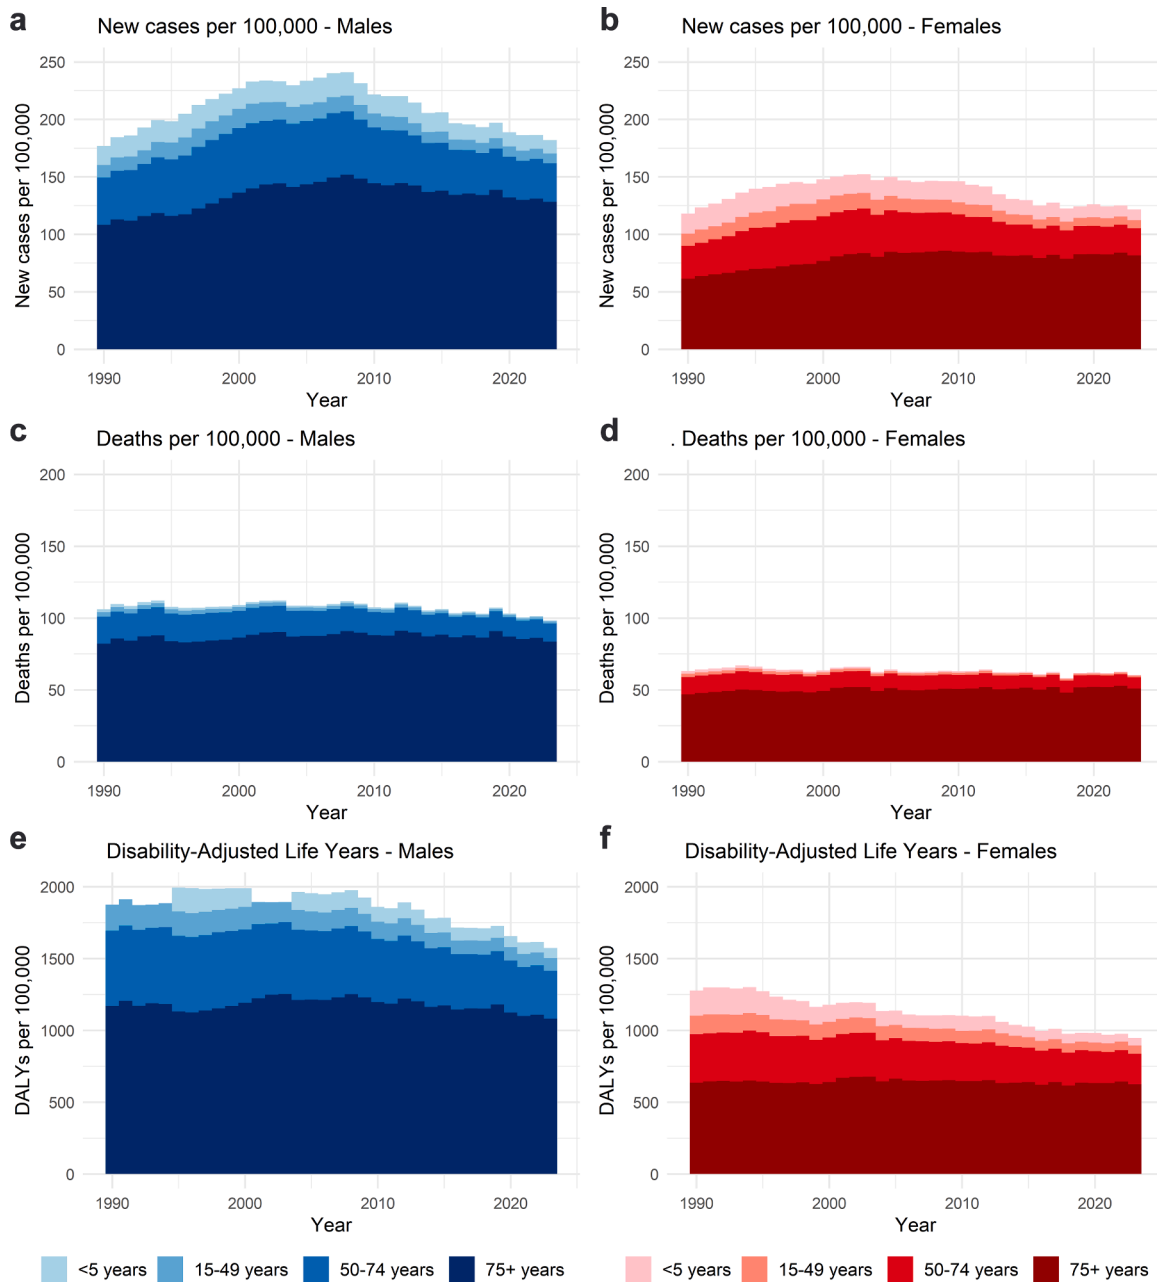 a
New cases per 100,000 - Males
New cases per 100,000
250
200
150
100
50
0
1990 2000 2010 2020
Year
b
New cases per 100,000 - Females
New cases per 100,000
250
200
150
100
50
0
1990 2000 2010 2020
Year
c
Deaths per 100,000 - Males
Deaths per 100,000
200
150
100
50
0
1990 2000 2010 2020
Year
d
. Deaths per 100,000 - Females
Deaths per 100,000
200
150
100
50
0
1990 2000 2010 2020
Year
e
Disability-Adjusted Life Years - Males
DALYs per 100,000
2000
1500
1000
500
0
1990 2000 2010 2020
Year
f
Disability-Adjusted Life Years - Females
DALYs per 100,000
2000
1500
1000
500
0
1990 2000 2010 2020
Year
<5 years 15-49 years 50-74 years 75+ years
<5 years 15-49 years 50-74 years 75+ years